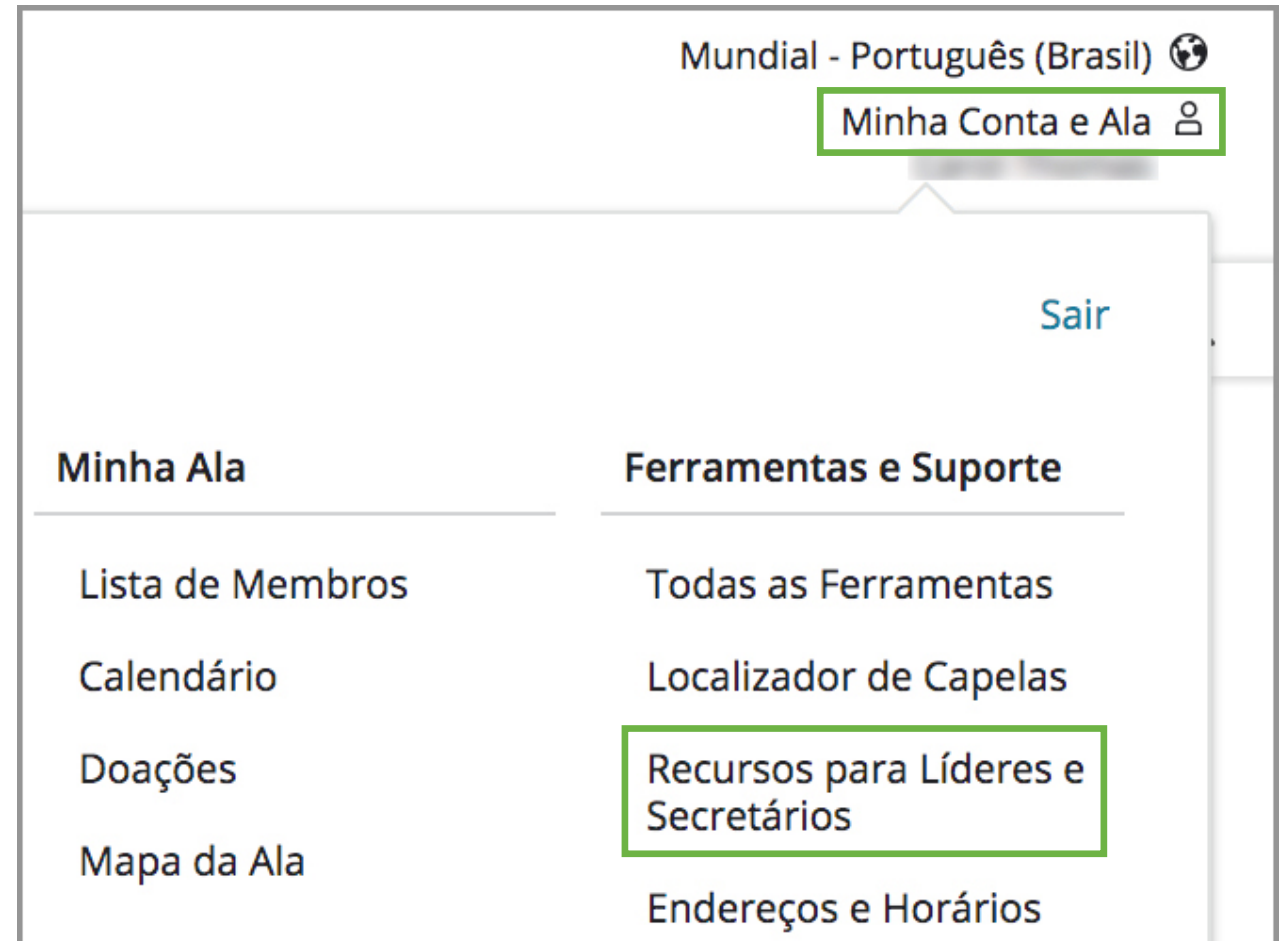 Mundial - Português (Brasil)
Minha Conta e Ala
Sair
Minha Ala
Lista de Membros
Calendário
Doações
Mapa da Ala
Ferramentas e Suporte
Todas as Ferramentas
Localizador de Capelas
Recursos para Líderes e
Secretários
Endereços e Horários